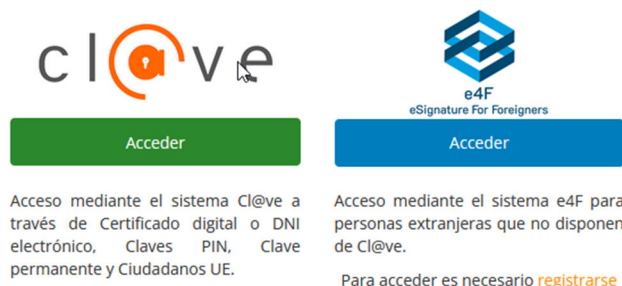 cl@ve
Acceder
Acceso mediante el sistema Cl@ve a
través de Certificado digital o DNI
electrónico, Claves PIN, Clave
permanente y Ciudadanos UE.
e4F
eSignature For Foreigners
Acceder
Acceso mediante el sistema e4F para
personas extranjeras que no disponen
de Cl@ve.
Para acceder es necesario registrarse